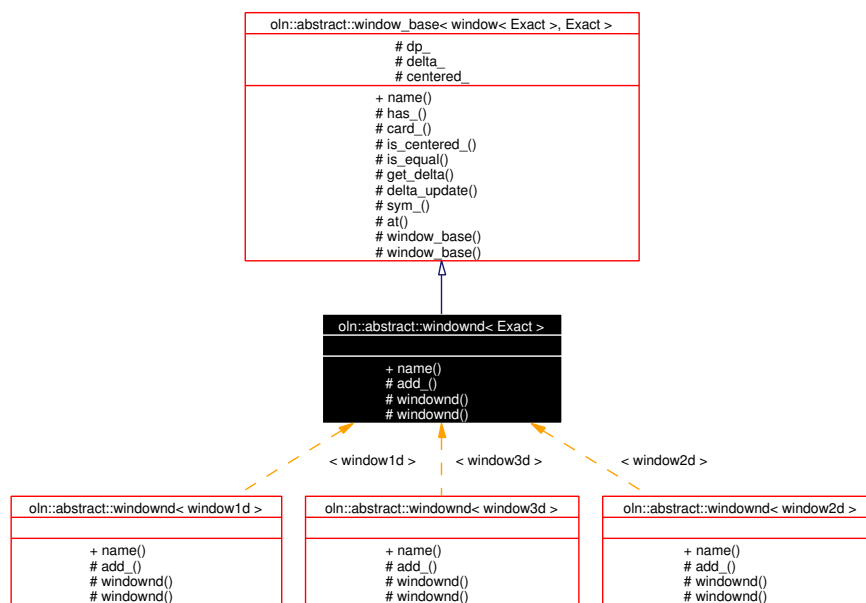 oln::abstract::window_base< window< Exact >, Exact >
# dp_
# delta_
# centered_
+ name()
# has_()
# card_()
# is_centered_()
# is_equal()
# get_delta()
# delta_update()
# sym_()
# at()
# window_base()
# window_base()
oln::abstract::windownd< Exact >
+ name()
# add_()
# windownd()
# windownd()
< window1d >
< window3d >
< window2d >
oln::abstract::windownd< window1d >
+ name()
# add_()
# windownd()
# windownd()
oln::abstract::windownd< window3d >
+ name()
# add_()
# windownd()
# windownd()
oln::abstract::windownd< window2d >
+ name()
# add_()
# windownd()
# windownd()